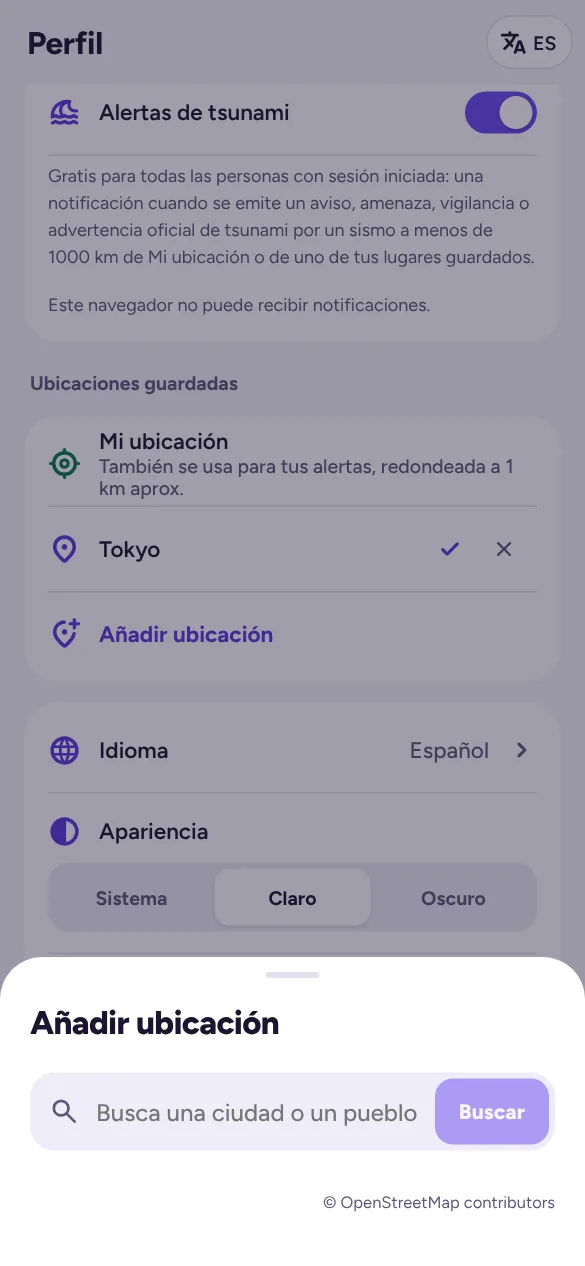 Perfil
ES
Alertas de tsunami
Gratis para todas las personas con sesión iniciada: una
notificación cuando se emite un aviso, amenaza, vigilancia o
advertencia oficial de tsunami por un sismo a menos de
1000 km de Mi ubicación o de uno de tus lugares guardados.
Este navegador no puede recibir notificaciones.
Ubicaciones guardadas
Mi ubicación
También se usa para tus alertas, redondeada a 1
km aprox.
Tokyo
Añadir ubicación
Idioma
Español
Apariencia
Sistema
Claro
Oscuro
Añadir ubicación
Busca una ciudad o un pueblo
Buscar
© OpenStreetMap contributors